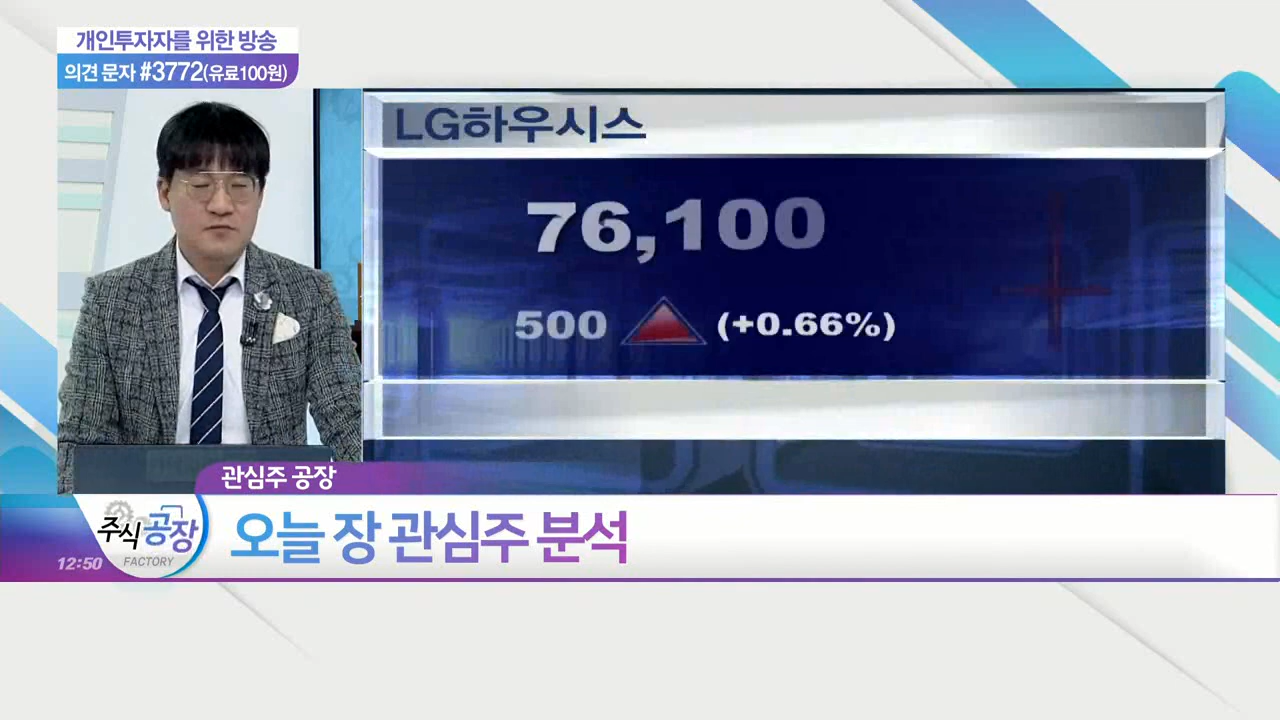 개인투자자를 위한 방송
의견 문자 #3772(유료100원)
LG하우시스
76,100
500 ▲ (+0.66%)
관심주 공장
주식공장
FACTORY
12:50
오늘 장 관심주 분석